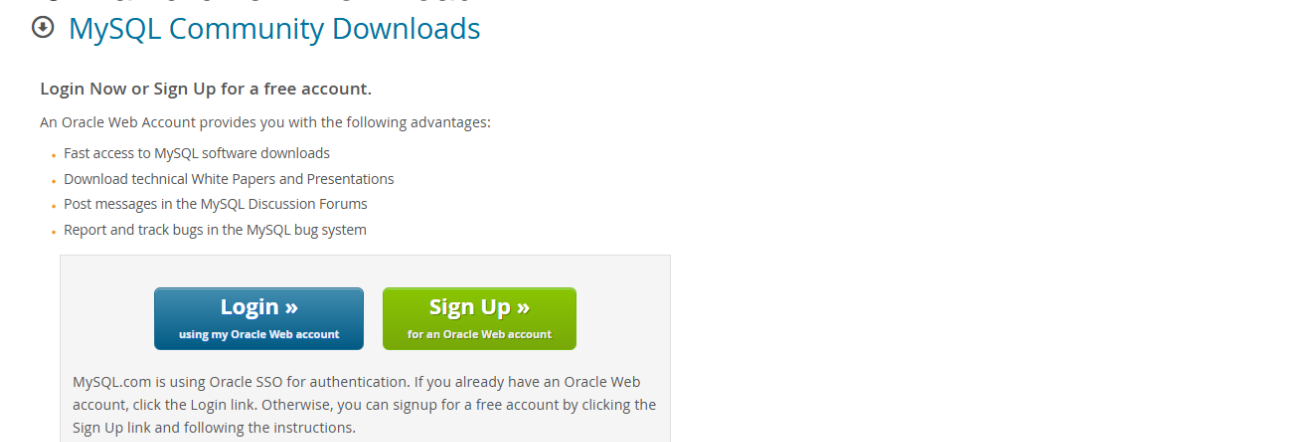 MySQL Community Downloads
Login Now or Sign Up for a free account.
An Oracle Web Account provides you with the following advantages:
Fast access to MySQL software downloads
Download technical White Papers and Presentations
Post messages in the MySQL Discussion Forums
Report and track bugs in the MySQL bug system
Login »
using my Oracle Web account
Sign Up »
for an Oracle Web account
MySQL.com is using Oracle SSO for authentication. If you already have an Oracle Web
account, click the Login link. Otherwise, you can signup for a free account by clicking the
Sign Up link and following the instructions.